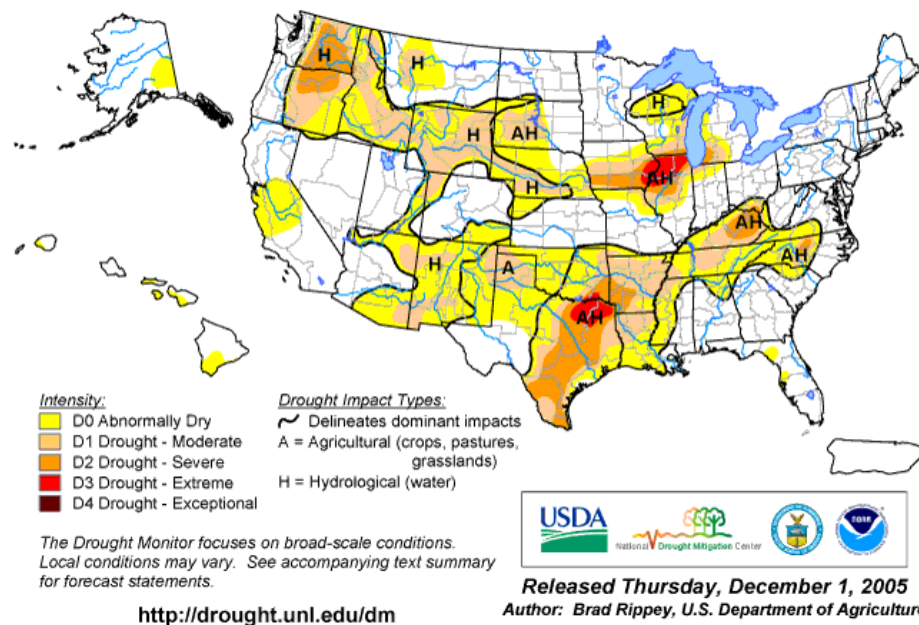 H
H
H
AH
H
H
AH
AH
AH
H
A
AH
Intensity:
D0 Abnormally Dry
D1 Drought - Moderate
D2 Drought - Severe
D3 Drought - Extreme
D4 Drought - Exceptional
Drought Impact Types:
Delineates dominant impacts
A = Agricultural (crops, pastures,
grasslands)
H = Hydrological (water)
The Drought Monitor focuses on broad-scale conditions.
Local conditions may vary. See accompanying text summary
for forecast statements.
http://drought.unl.edu/dm
USDA
National Drought Mitigation Center
Released Thursday, December 1, 2005
Author: Brad Rippey, U.S. Department of Agricultur